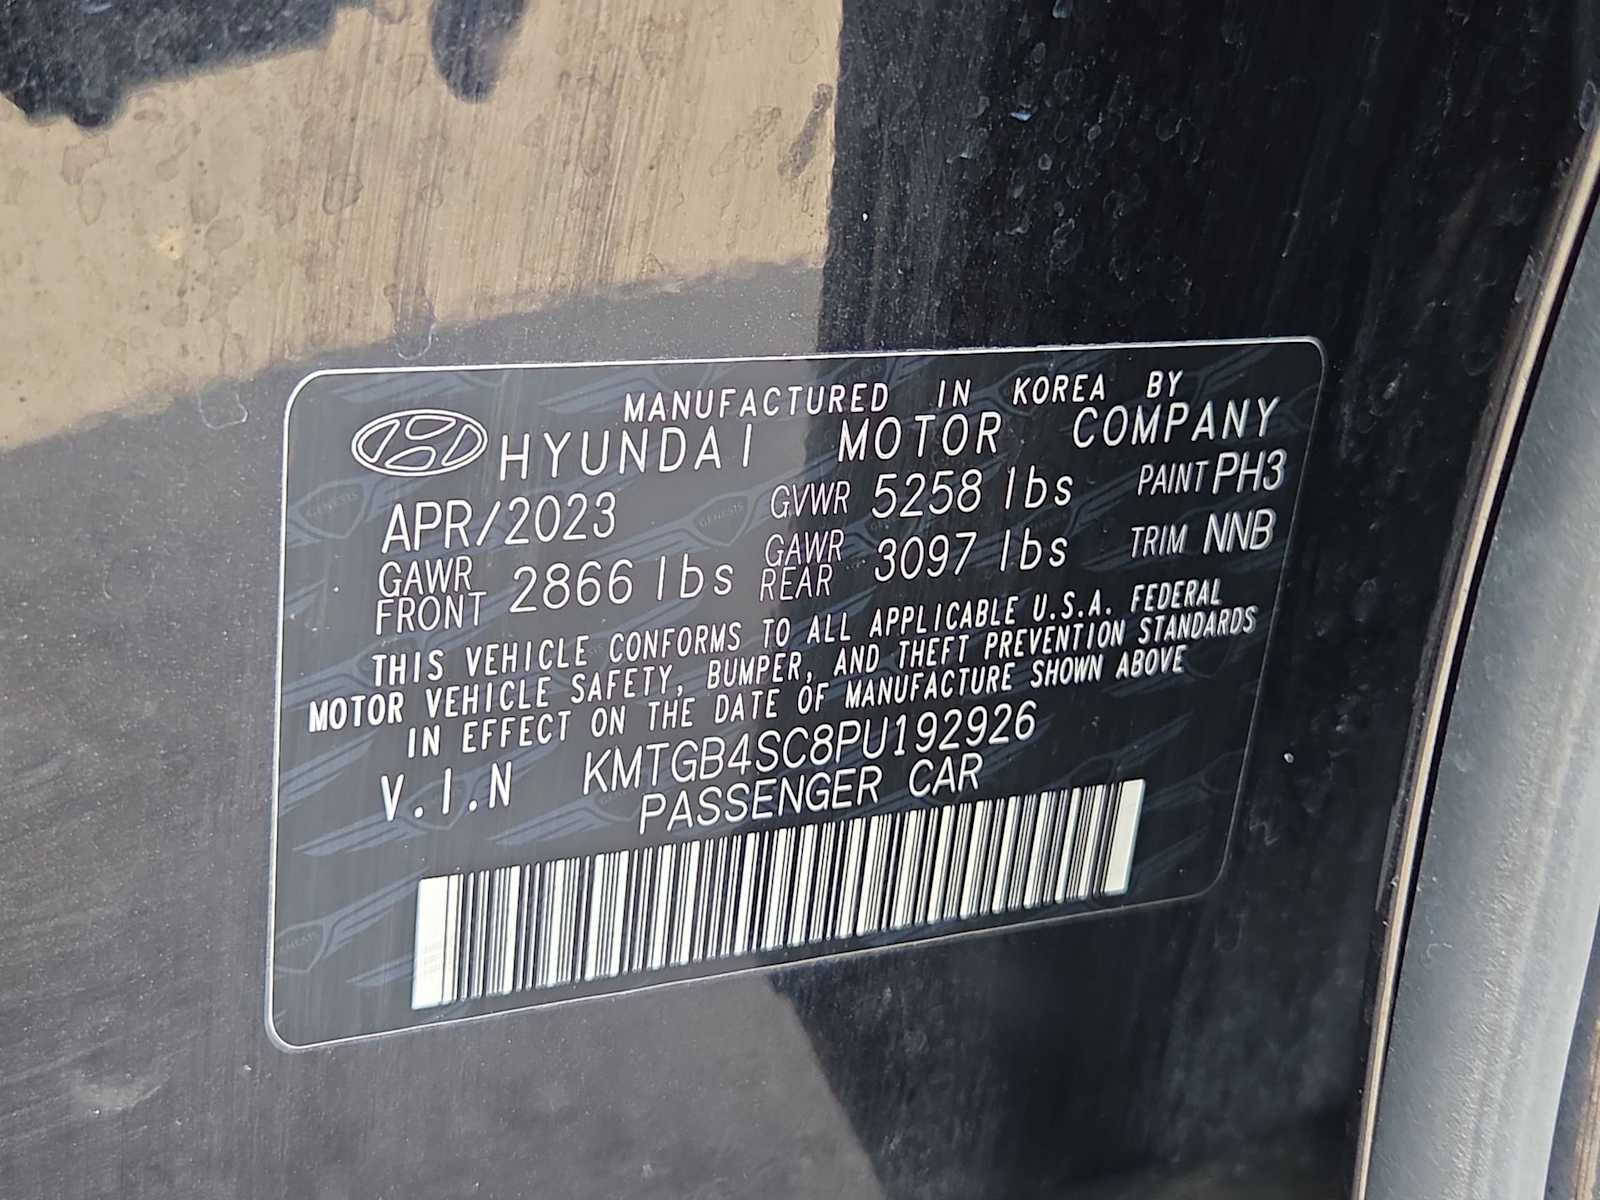 MANUFACTURED IN KOREA BY
HYUNDAI MOTOR COMPANY
APR/2023 GVWR 5258 lbs PAINT PH3
GAWR FRONT 2866 lbs GAWR REAR 3097 lbs TRIM NNB
THIS VEHICLE CONFORMS TO ALL APPLICABLE U.S.A. FEDERAL
MOTOR VEHICLE SAFETY, BUMPER, AND THEFT PREVENTION STANDARDS
IN EFFECT ON THE DATE OF MANUFACTURE SHOWN ABOVE
V.I.N KMTGB4SC8PU192926
PASSENGER CAR
GENESIS